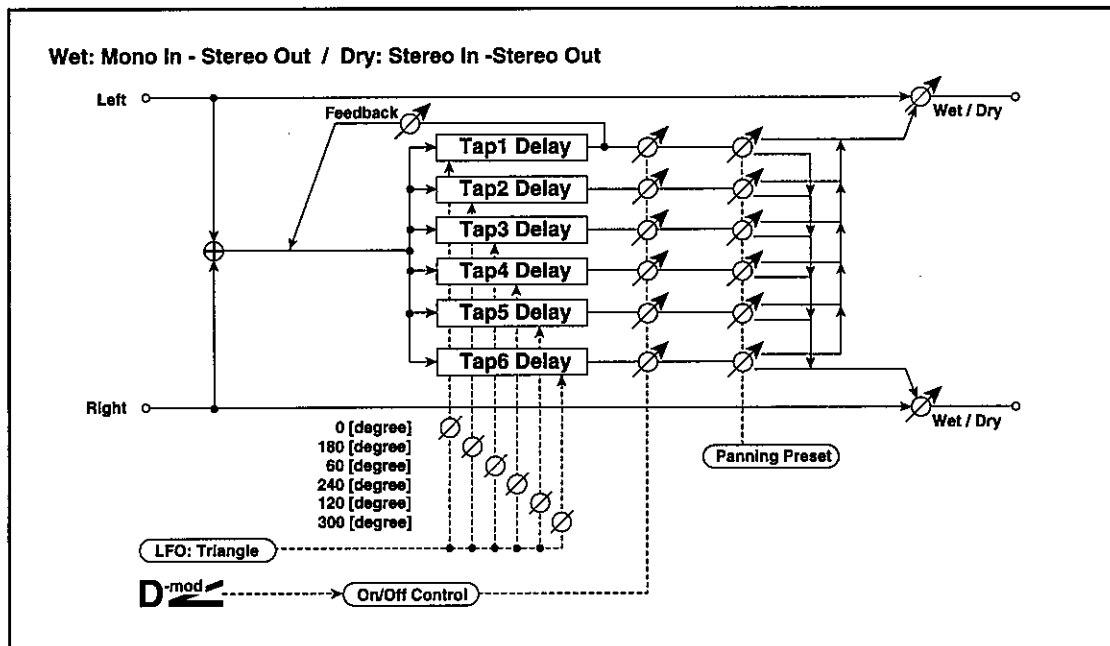 Wet: Mono In - Stereo Out / Dry: Stereo In -Stereo Out
Left
Feedback
Wet / Dry
Tap1 Delay
Tap2 Delay
Tap3 Delay
Tap4 Delay
Tap5 Delay
Tap6 Delay
Right
Wet / Dry
0 [degree]
180 [degree]
60 [degree]
240 [degree]
120 [degree]
300 [degree]
Panning Preset
LFO: Triangle
D-mod
On/Off Control